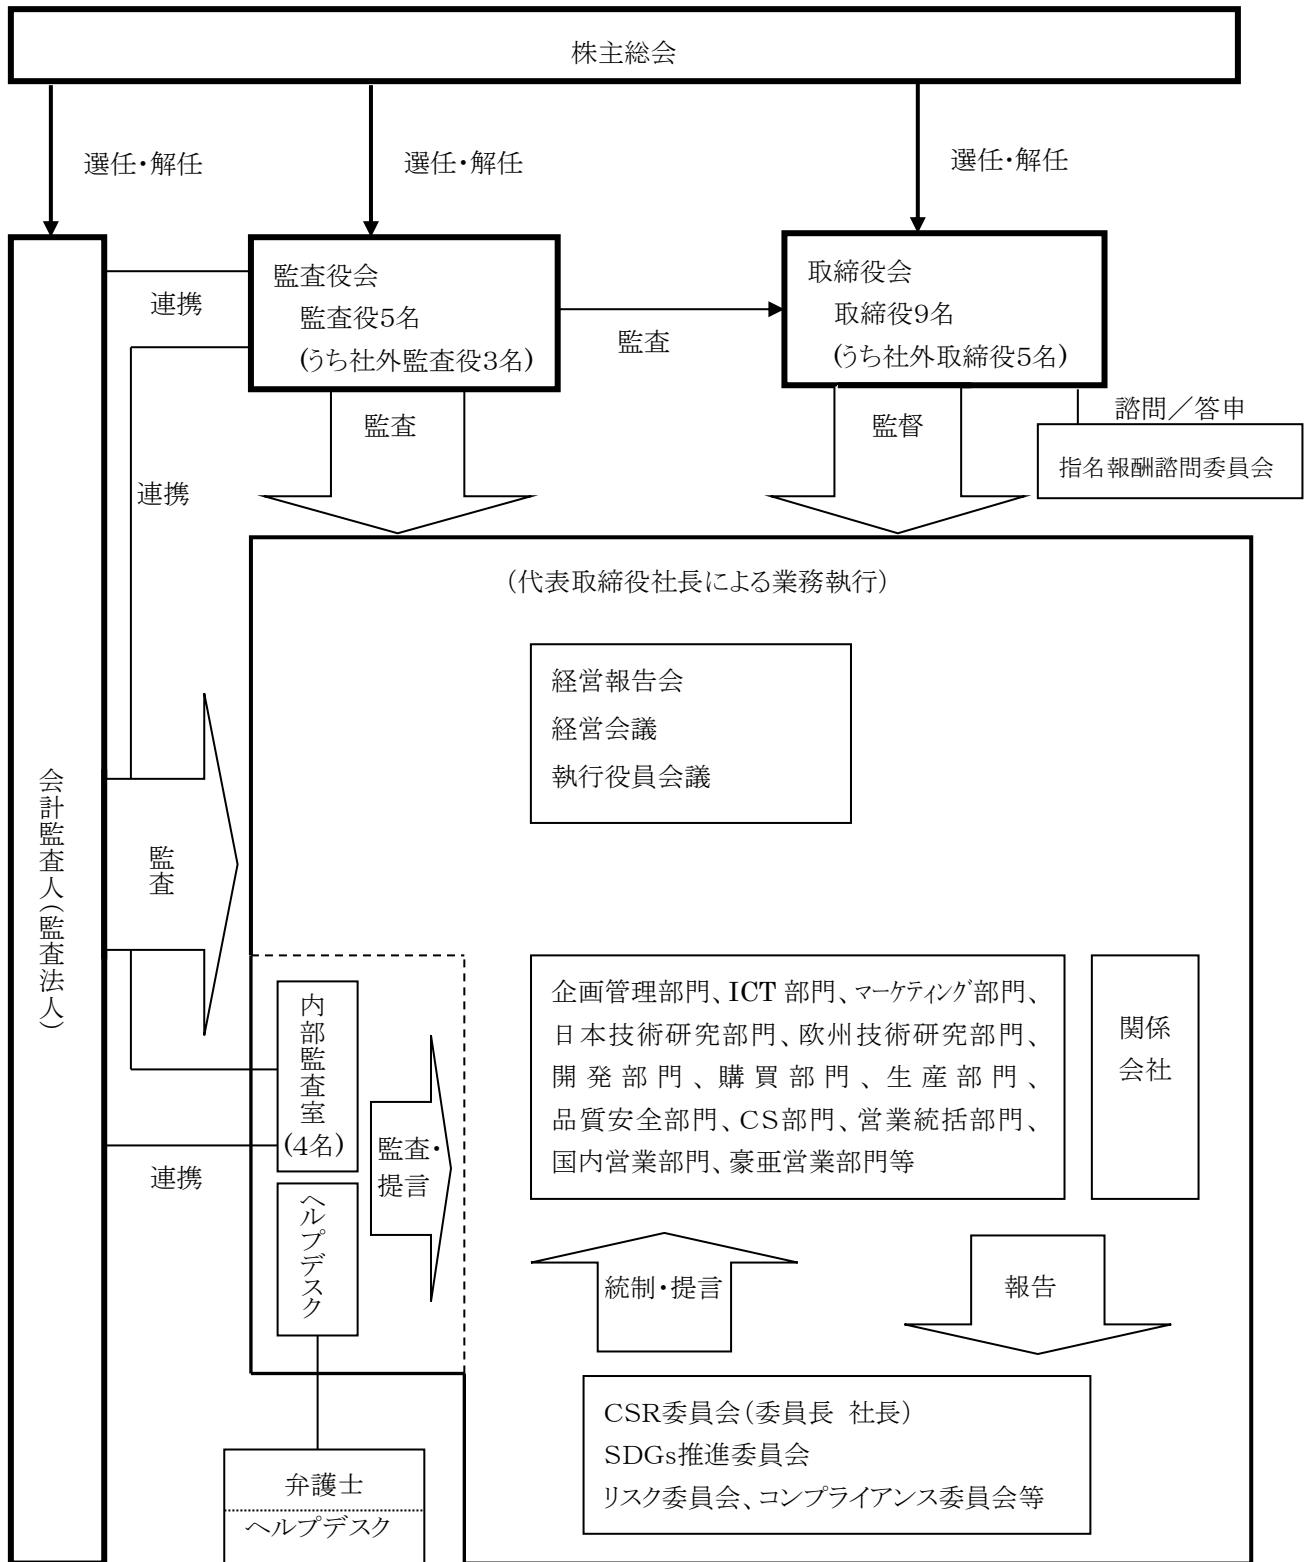 株主総会
選任・解任
選任・解任
選任・解任
監査役会
監査役5名
(うち社外監査役3名)
取締役会
取締役9名
(うち社外取締役5名)
連携
監査
監査
監督
諮問／答申
指名報酬諮問委員会
連携
(代表取締役社長による業務執行)
経営報告会
経営会議
執行役員会議
会計監査人(監査法人)
監査
企画管理部門、ICT 部門、マーケティング部門、
日本技術研究部門、欧州技術研究部門、
開発部門、購買部門、生産部門、
品質安全部門、CS部門、営業統括部門、
国内営業部門、豪亜営業部門等
関係
会社
内部監査室
(4名)
監査・
提言
連携
ヘルプデスク
統制・提言
報告
CSR委員会(委員長 社長)
SDGs推進委員会
リスク委員会、コンプライアンス委員会等
弁護士
ヘルプデスク